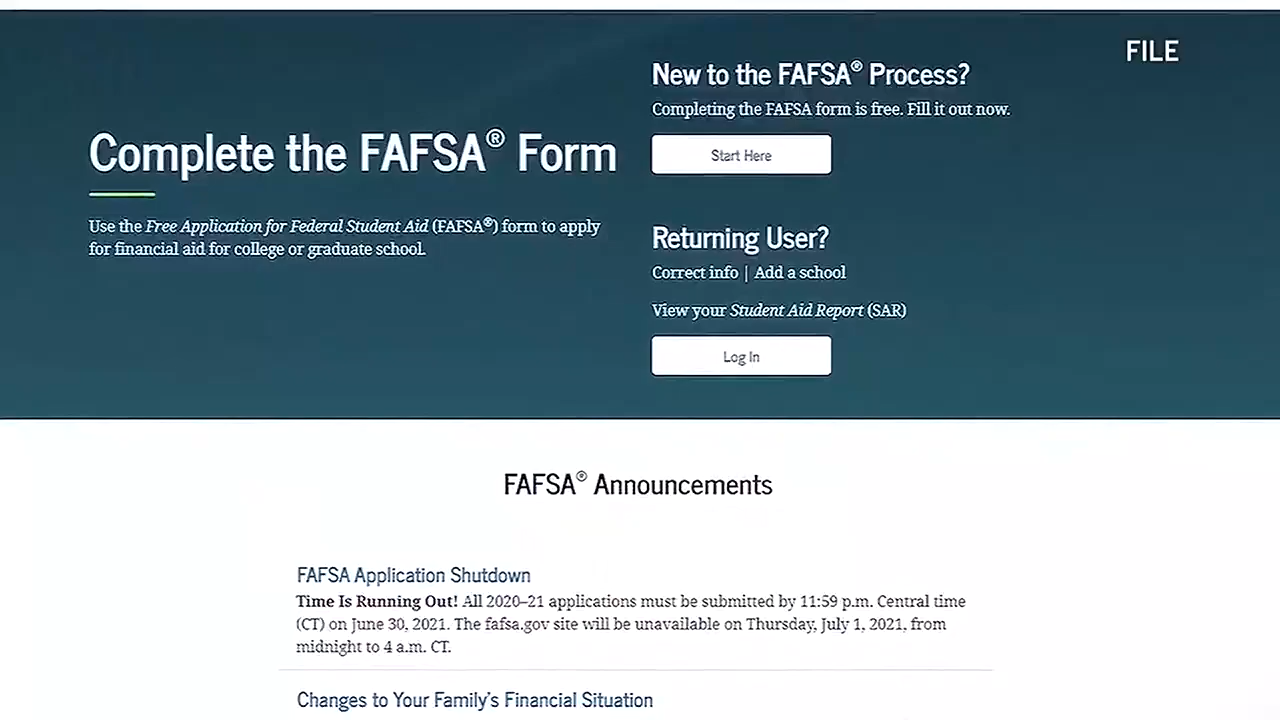 FILE
Complete the FAFSA® Form
Use the Free Application for Federal Student Aid (FAFSA®) form to apply
for financial aid for college or graduate school.
New to the FAFSA® Process?
Completing the FAFSA form is free. Fill it out now.
Start Here
Returning User?
Correct info | Add a school
View your Student Aid Report (SAR)
Log In
FAFSA® Announcements
FAFSA Application Shutdown
Time Is Running Out! All 2020–21 applications must be submitted by 11:59 p.m. Central time
(CT) on June 30, 2021. The fafsa.gov site will be unavailable on Thursday, July 1, 2021, from
midnight to 4 a.m. CT.
Changes to Your Family's Financial Situation